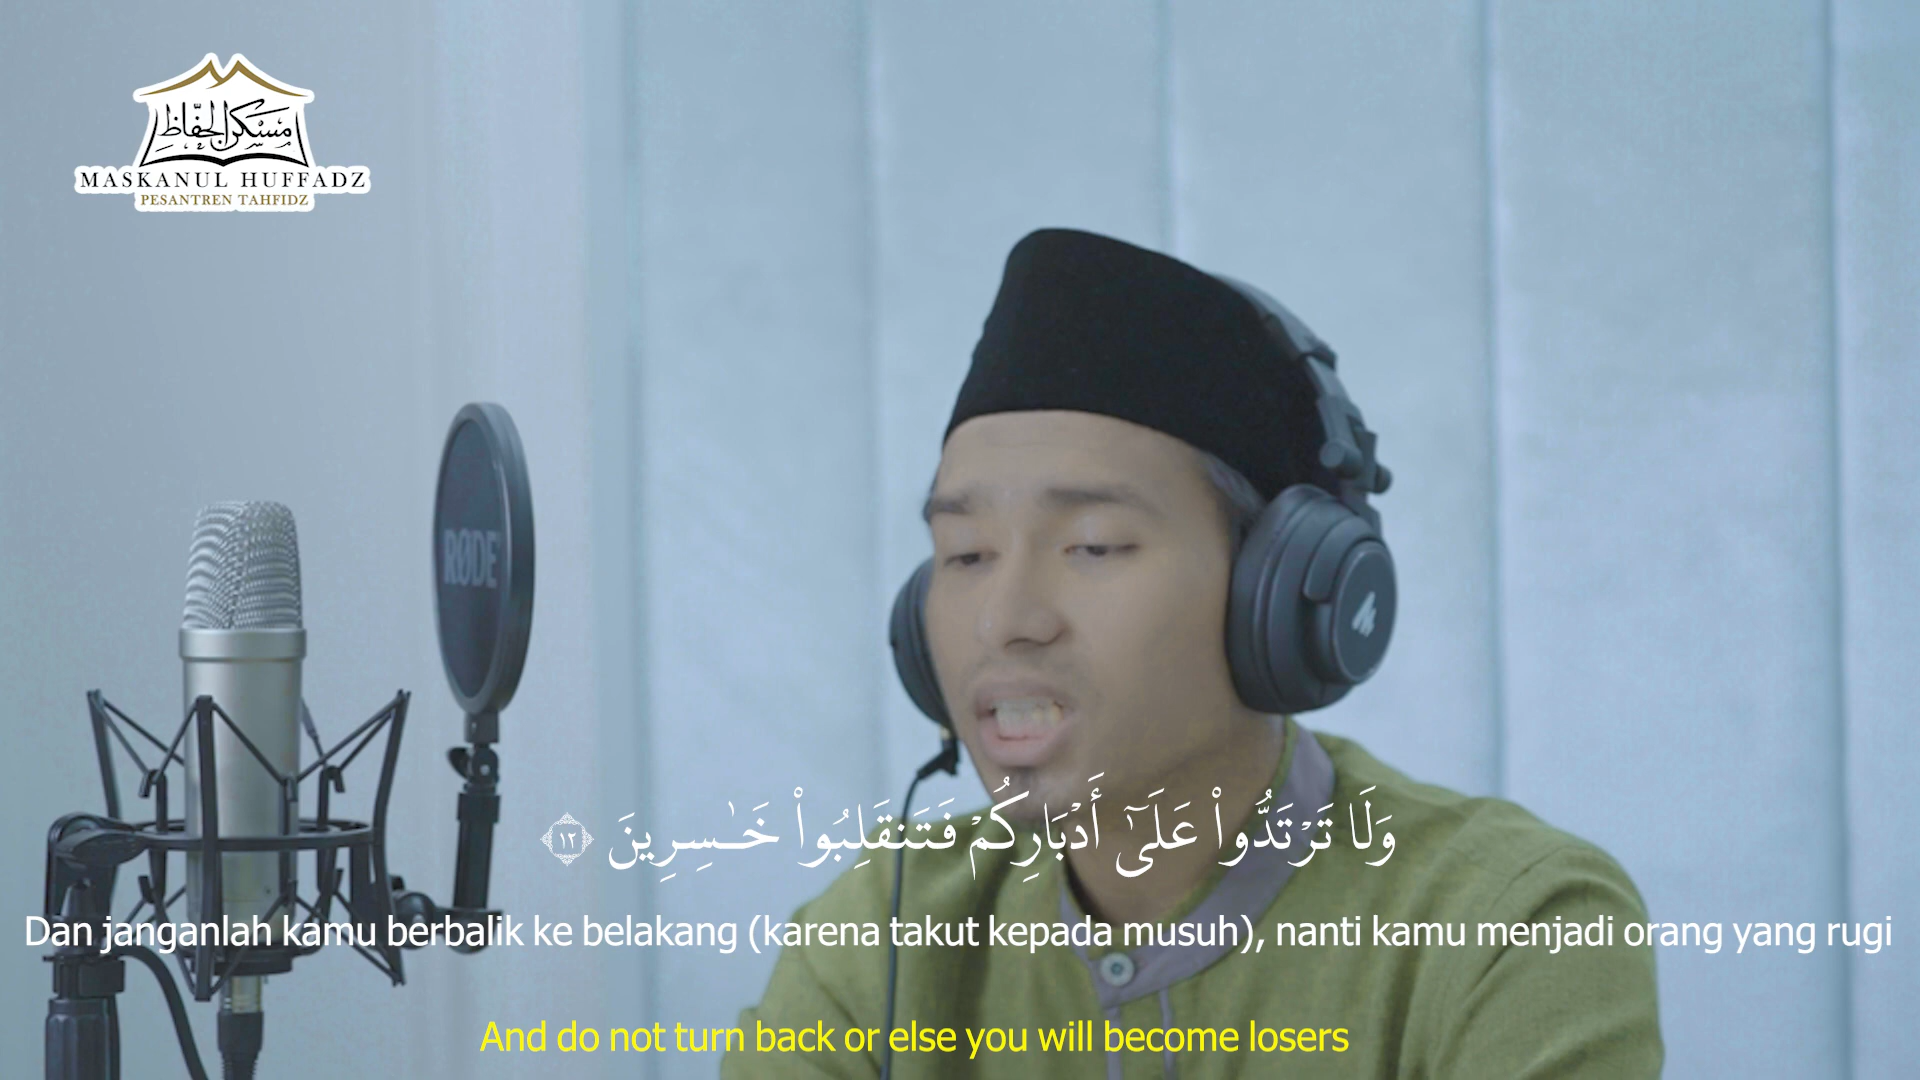 مسكن الحفاظ
MASKANUL HUFFADZ
PESANTREN TAHFIDZ
RØDE
وَلَا تَرْتَدُّوا۟ عَلَىٰٓ أَدْبَارِكُمْ فَتَنقَلِبُوا۟ خَـٰسِرِينَ ١٢
Dan janganlah kamu berbalik ke belakang (karena takut kepada musuh), nanti kamu menjadi orang yang rugi
And do not turn back or else you will become losers